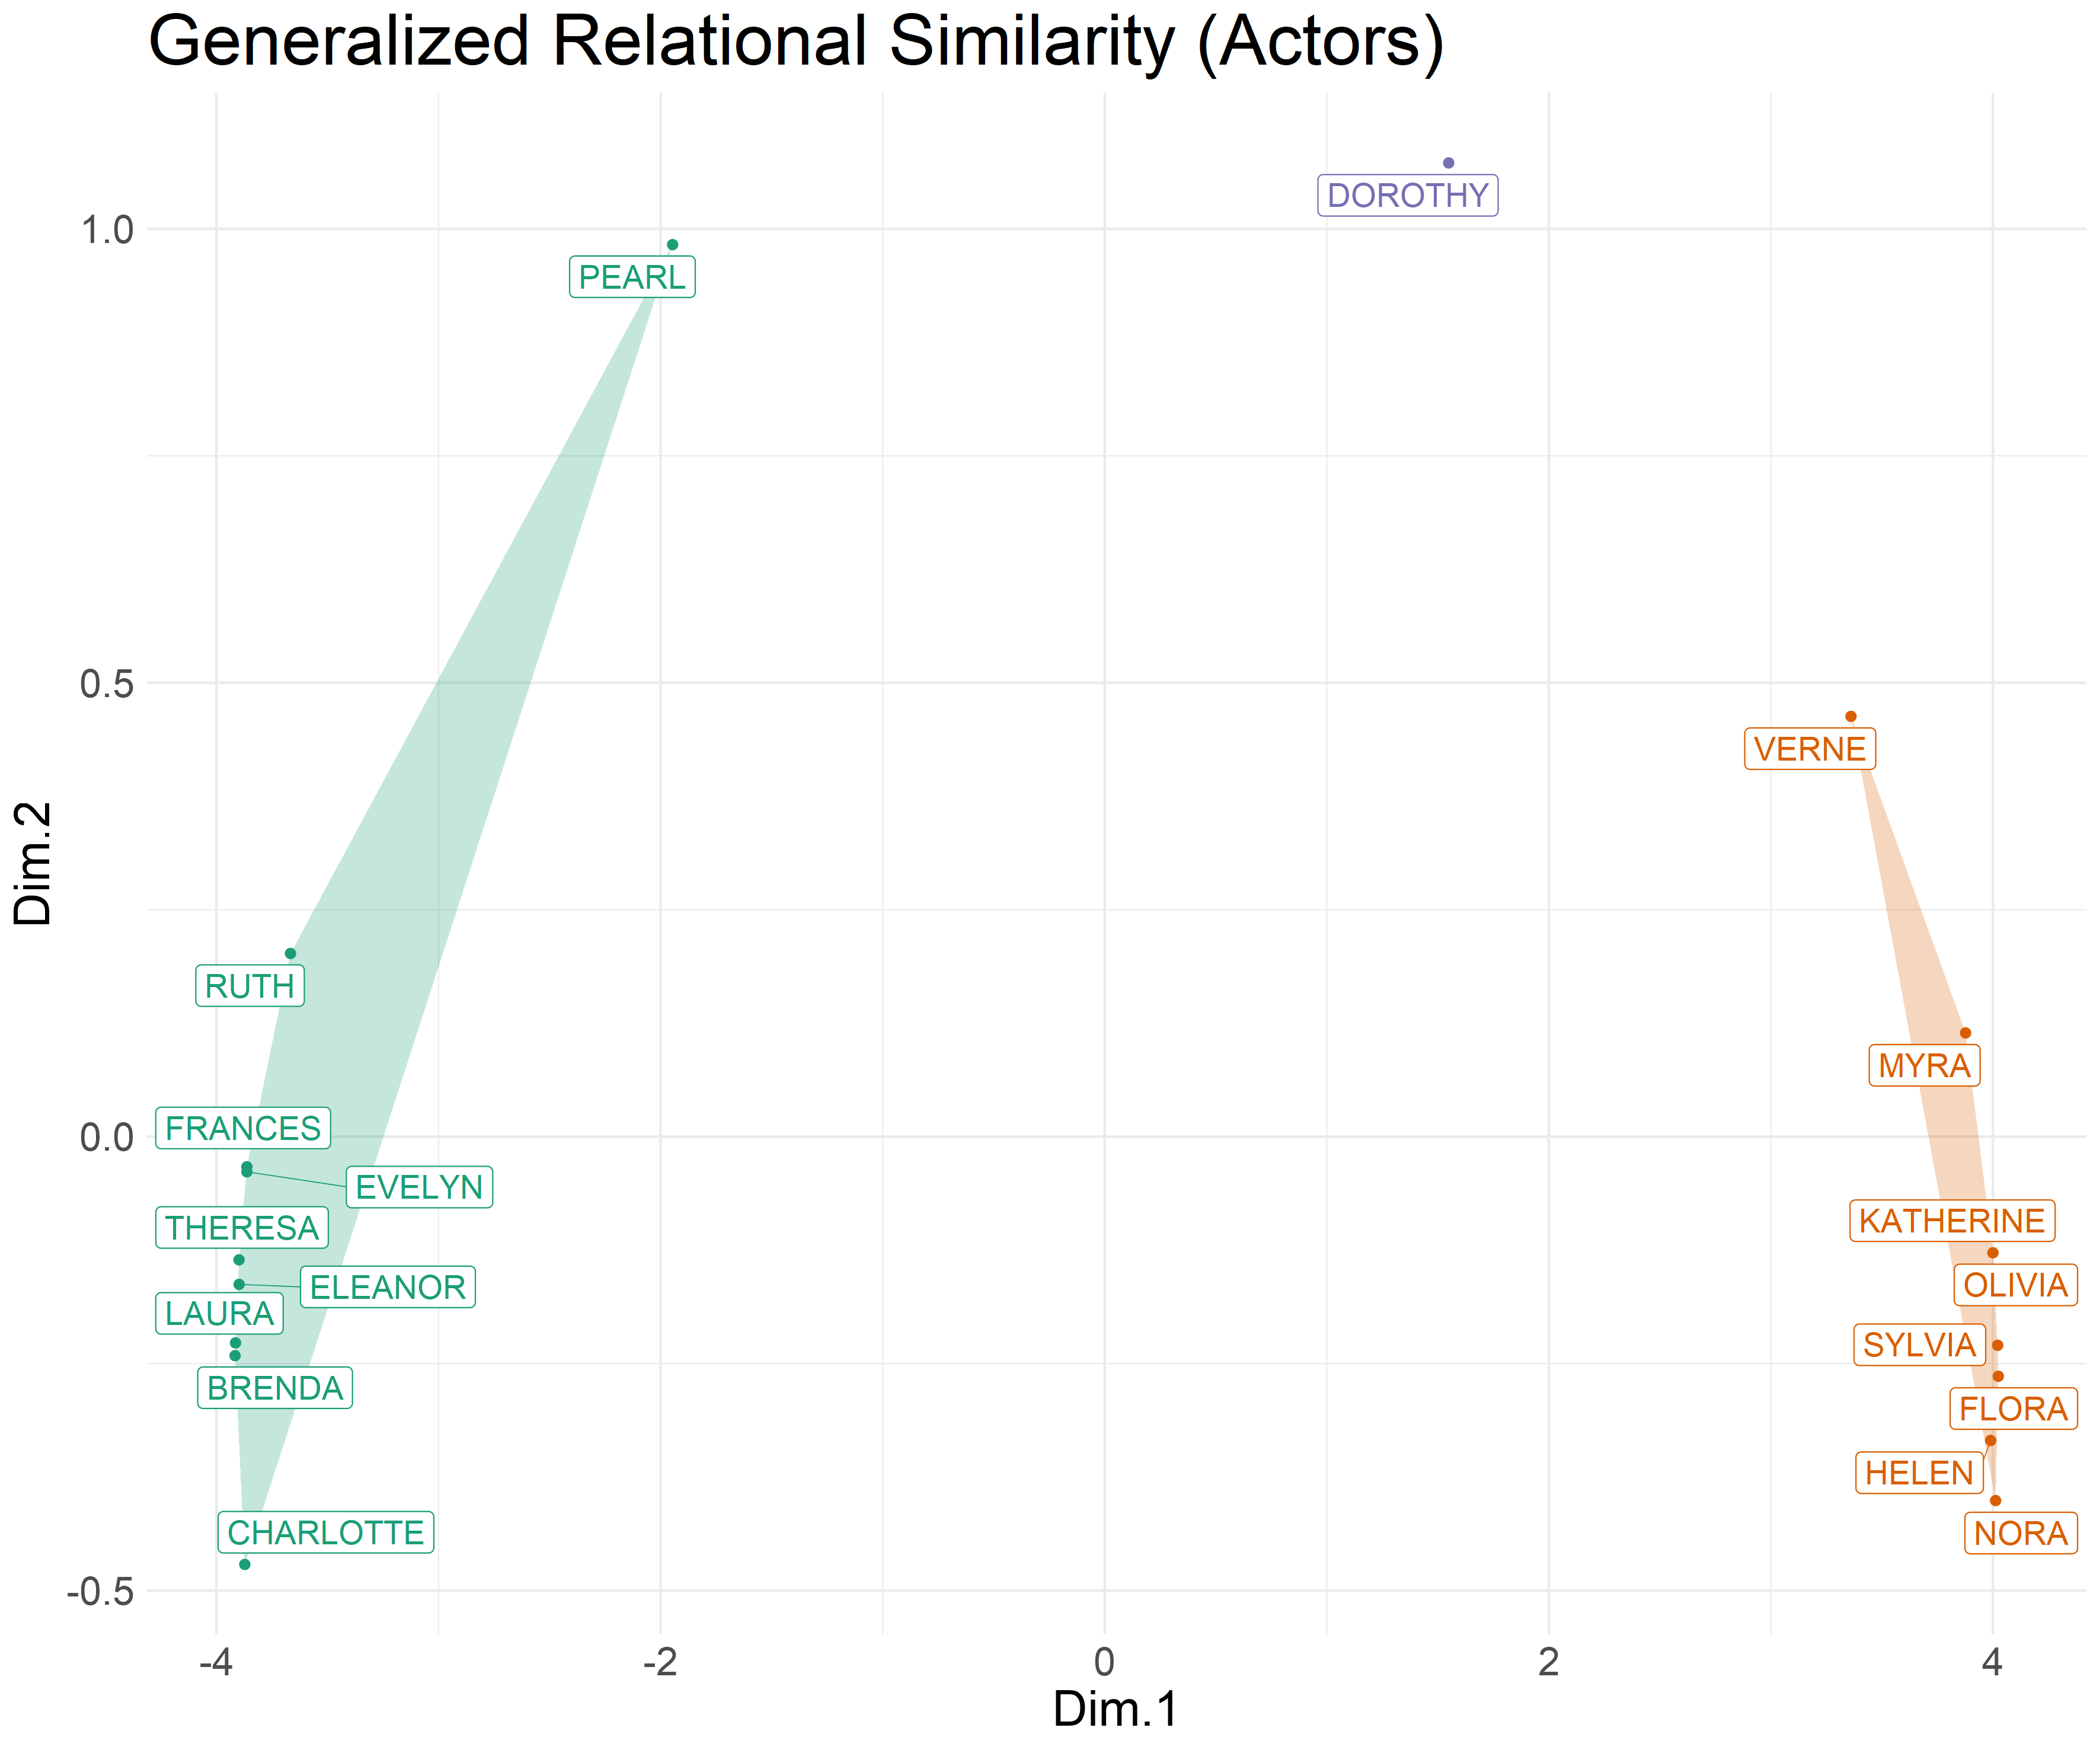 Generalized Relational Similarity (Actors)
DOROTHY
1.0
PEARL
0.5
VERNE
RUTH
MYRA
FRANCES
0.0
EVELYN
THERESA
KATHERINE
ELEANOR
OLIVIA
LAURA
SYLVIA
BRENDA
FLORA
HELEN
CHARLOTTE
NORA
-0.5
-4
-2
0
2
4
Dim.1
Dim.2